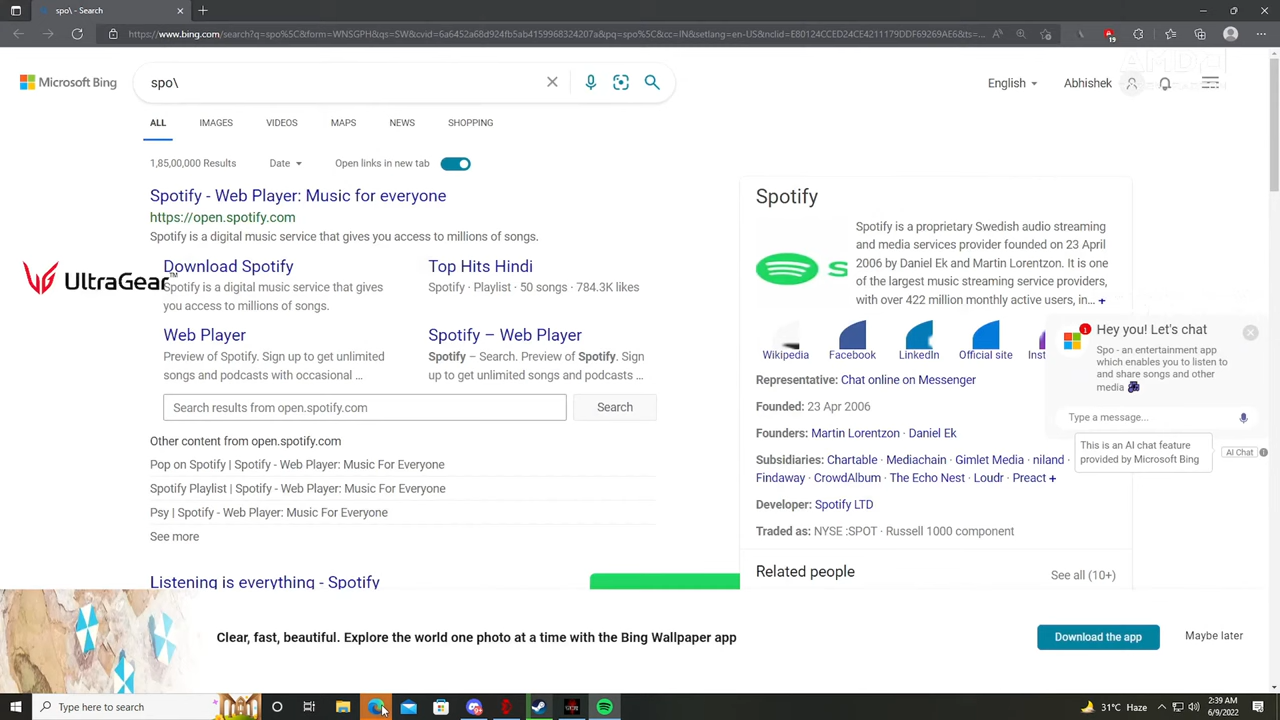 spo\ - Search
https://www.bing.com/search?q=spo%5C&form=WNSGPH&qs=SW&cvid=6a6452a68d924fb5ab4159968324207a&pq=spo%5C&cc=IN&setlang=en-US&nclid=E80124CCED24CE4211179DDF69269AE6&ts=...
19
Microsoft Bing
spo\
English
Abhishek
ALL
IMAGES
VIDEOS
MAPS
NEWS
SHOPPING
1,85,00,000 Results
Date
Open links in new tab
Spotify - Web Player: Music for everyone
https://open.spotify.com
Spotify is a digital music service that gives you access to millions of songs.
Download Spotify
Spotify is a digital music service that gives
you access to millions of songs.
Top Hits Hindi
Spotify · Playlist · 50 songs · 784.3K likes
UltraGear™
Web Player
Preview of Spotify. Sign up to get unlimited
songs and podcasts with occasional ...
Spotify – Web Player
Spotify – Search. Preview of Spotify. Sign
up to get unlimited songs and podcasts ...
Search results from open.spotify.com
Search
Other content from open.spotify.com
Pop on Spotify | Spotify - Web Player: Music For Everyone
Spotify Playlist | Spotify - Web Player: Music For Everyone
Psy | Spotify - Web Player: Music For Everyone
See more
Listening is everything - Spotify
Spotify
Spotify is a proprietary Swedish audio streaming
and media services provider founded on 23 April
2006 by Daniel Ek and Martin Lorentzon. It is one
of the largest music streaming service providers,
with over 422 million monthly active users, in... +
Wikipedia
Facebook
LinkedIn
Official site
Inst
Representative: Chat online on Messenger
Founded: 23 Apr 2006
Founders: Martin Lorentzon · Daniel Ek
Subsidiaries: Chartable · Mediachain · Gimlet Media · niland ·
Findaway · CrowdAlbum · The Echo Nest · Loudr · Preact +
Developer: Spotify LTD
Traded as: NYSE :SPOT · Russell 1000 component
Related people
See all (10+)
1
Hey you! Let's chat
Spo - an entertainment app
which enables you to listen to
and share songs and other
media
Type a message...
This is an AI chat feature
provided by Microsoft Bing
AI Chat
Clear, fast, beautiful. Explore the world one photo at a time with the Bing Wallpaper app
Download the app
Maybe later
Type here to search
31°C Haze
2:39 AM
6/9/2022